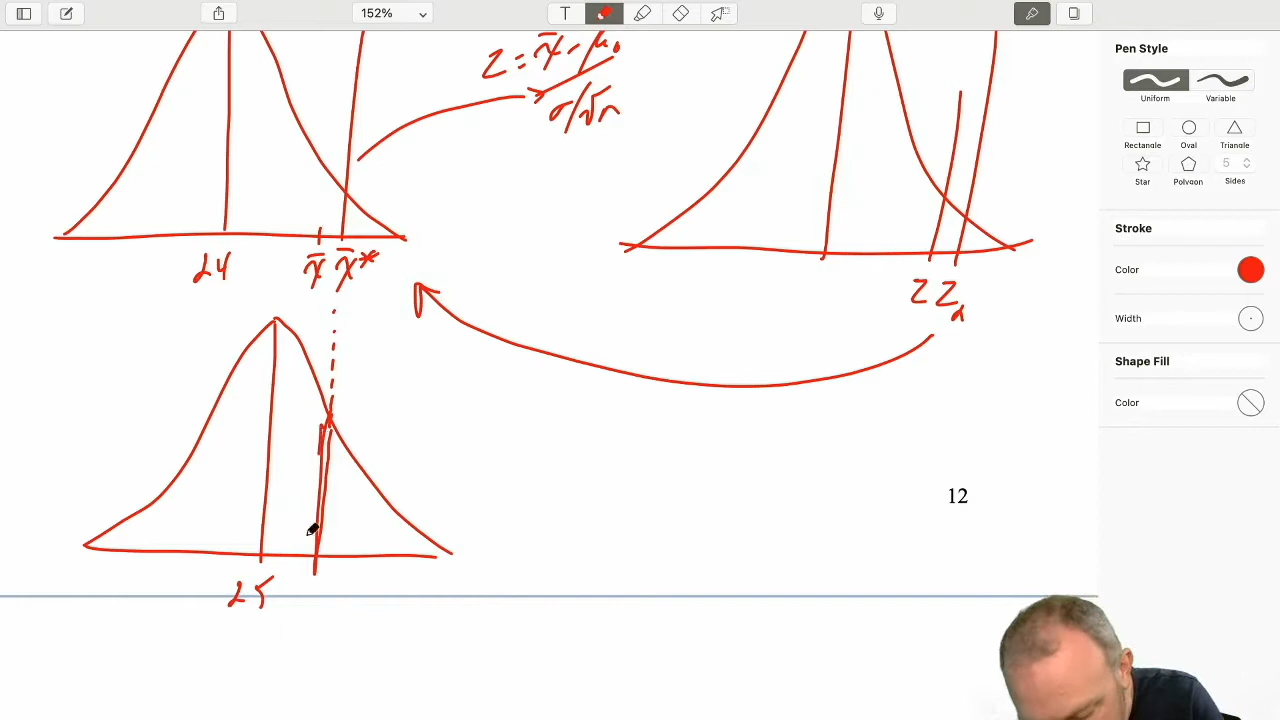 152%
T
Pen Style
Uniform
Variable
Rectangle
Oval
Triangle
Star
Polygon
5
Sides
Stroke
Color
Width
Shape Fill
Color
Z = x̄ - μ₀
σ/√n
24
x̄ x̄*
Z Zα
25
12